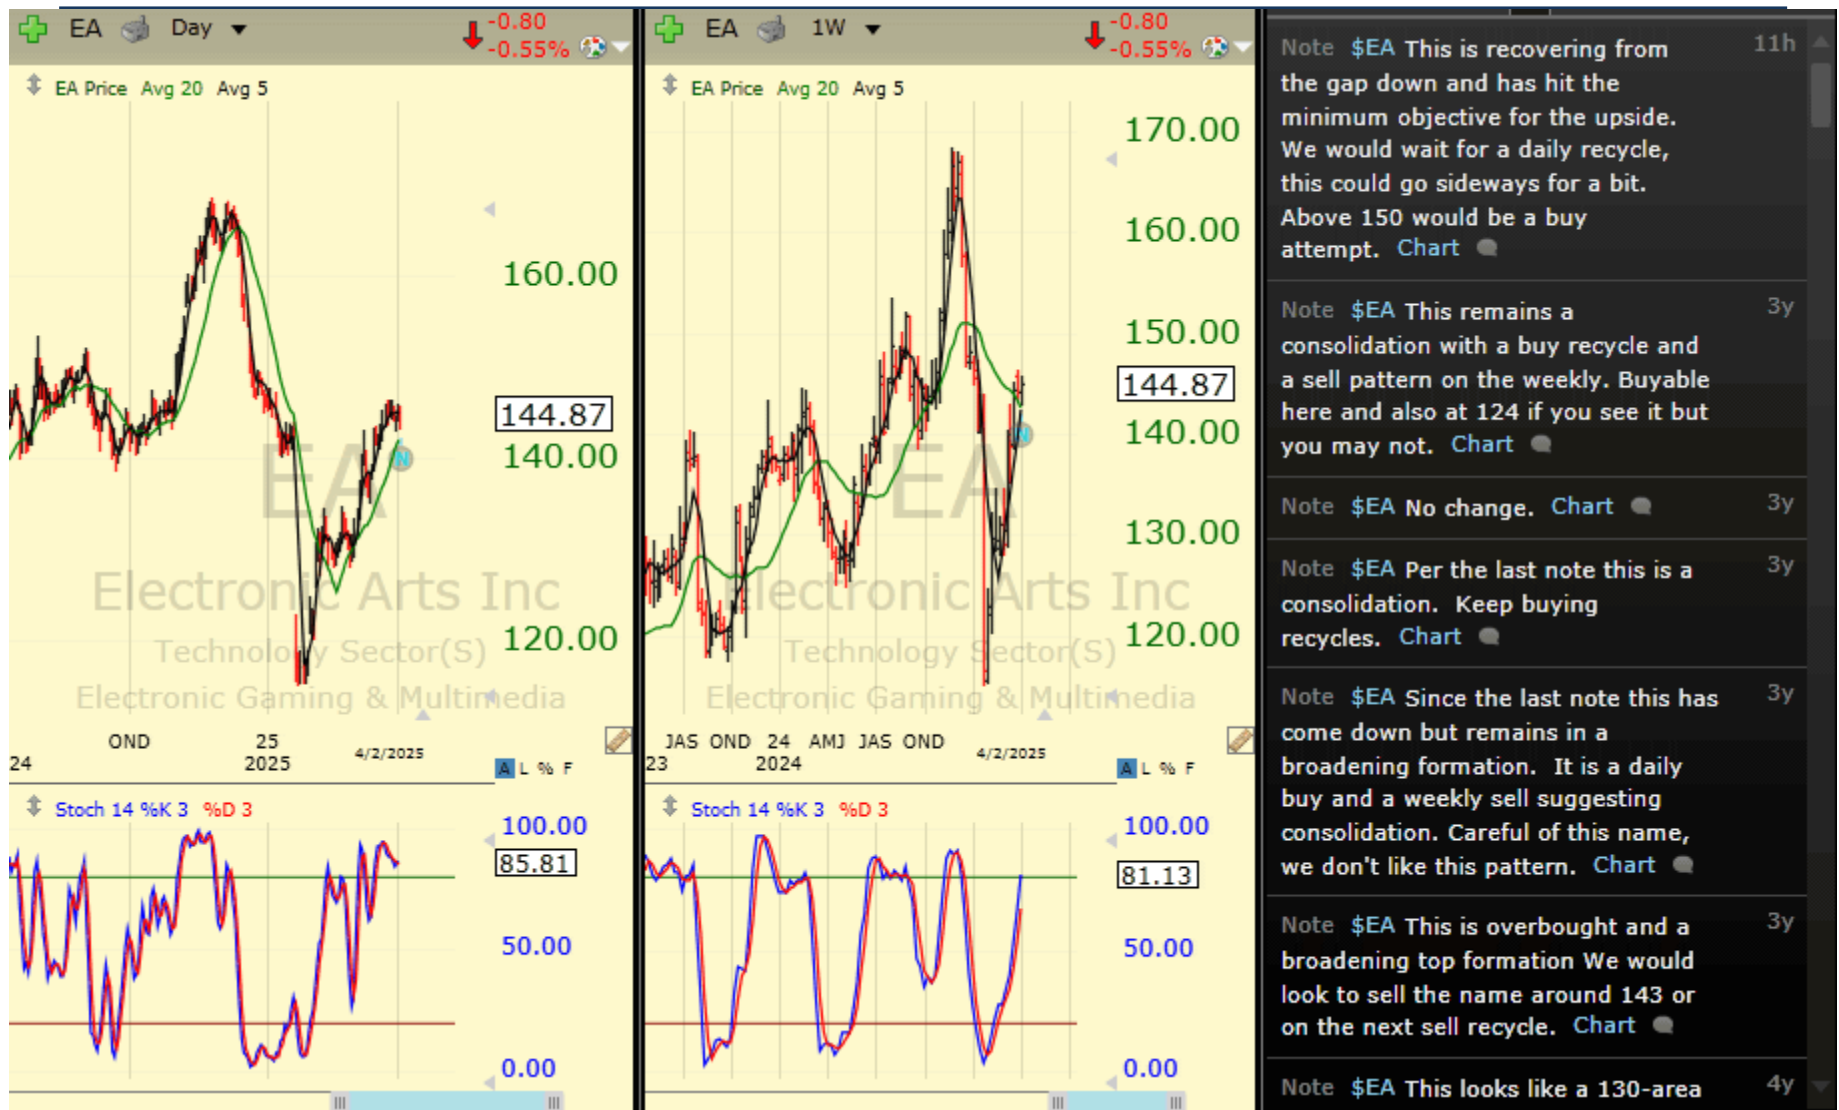 EA Day -0.80
-0.55%
EA Price Avg 20 Avg 5
160.00
144.87
140.00
120.00
EA
Electronic Arts Inc
Technology Sector(S)
Electronic Gaming & Multimedia
OND 25
24 2025 4/2/2025
A L % F
Stoch 14 %K 3 %D 3
100.00
85.81
50.00
0.00
N
EA 1W -0.80
-0.55%
EA Price Avg 20 Avg 5
170.00
160.00
150.00
144.87
140.00
130.00
120.00
EA
Electronic Arts Inc
Technology Sector(S)
Electronic Gaming & Multimedia
JAS OND 24 AMJ JAS OND
23 2024 4/2/2025
A L % F
Stoch 14 %K 3 %D 3
100.00
81.13
50.00
0.00
N
Note $EA This is recovering from 11h
the gap down and has hit the
minimum objective for the upside.
We would wait for a daily recycle,
this could go sideways for a bit.
Above 150 would be a buy
attempt. Chart
Note $EA This remains a 3y
consolidation with a buy recycle and
a sell pattern on the weekly. Buyable
here and also at 124 if you see it but
you may not. Chart
Note $EA No change. Chart 3y
Note $EA Per the last note this is a 3y
consolidation. Keep buying
recycles. Chart
Note $EA Since the last note this has 3y
come down but remains in a
broadening formation. It is a daily
buy and a weekly sell suggesting
consolidation. Careful of this name,
we don't like this pattern. Chart
Note $EA This is overbought and a 3y
broadening top formation We would
look to sell the name around 143 or
on the next sell recycle. Chart
Note $EA This looks like a 130-area 4y